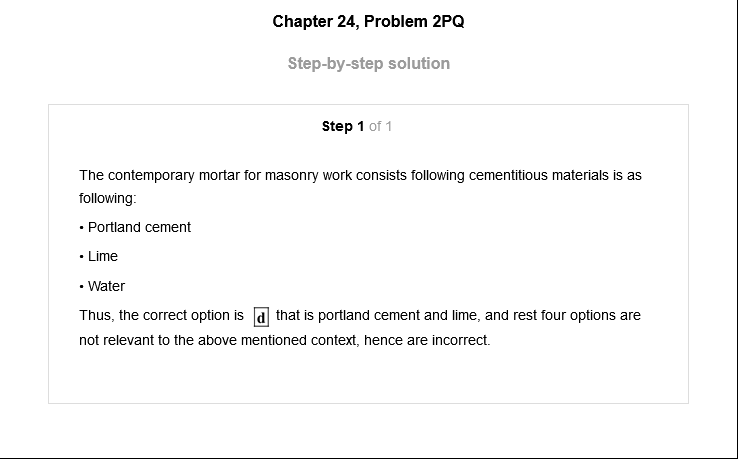 Chapter 24, Problem 2PQ
Step-by-step solution
Step 1 of 1
The contemporary mortar for masonry work consists following cementitious materials is as
following:
• Portland cement
• Lime
• Water
Thus, the correct option is d that is portland cement and lime, and rest four options are
not relevant to the above mentioned context, hence are incorrect.